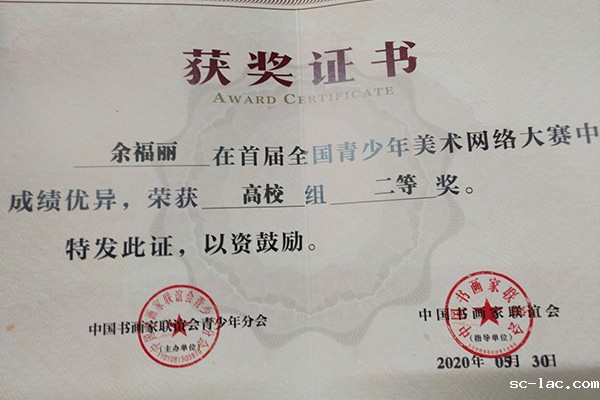 获奖证书
AWARD CERTIFICATE
余福丽 在首届全国青少年美术网络大赛中
成绩优异，荣获 高校 组 二等 奖。
特发此证，以资鼓励。
中国书画家联谊会青少年分会
（主办单位）
中国书画家联谊会
（指导单位）
2020年05月30日
sc-lac.com